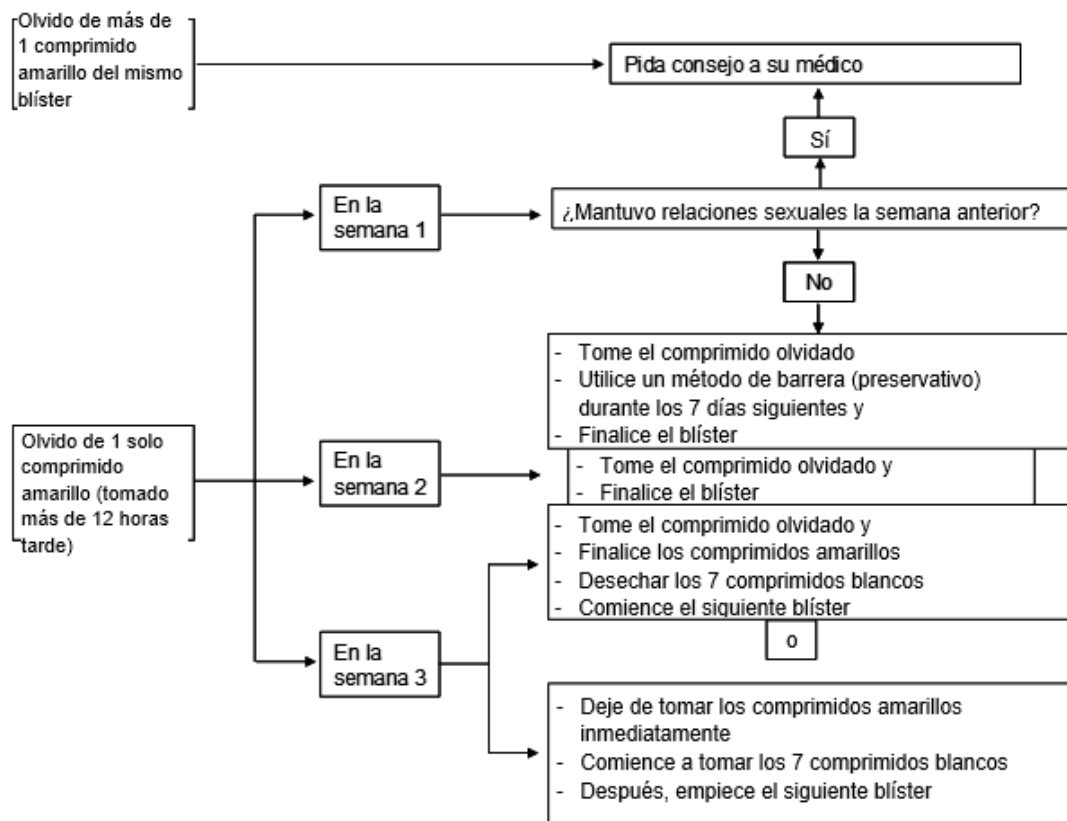 Olvido de más de
1 comprimido
amarillo del mismo
blíster
Pida consejo a su médico
Sí
En la
semana 1
¿Mantuvo relaciones sexuales la semana anterior?
No
- Tome el comprimido olvidado
- Utilice un método de barrera (preservativo)
durante los 7 días siguientes y
- Finalice el blíster
Olvido de 1 solo
comprimido
amarillo (tomado
más de 12 horas
tarde)
En la
semana 2
- Tome el comprimido olvidado y
- Finalice el blíster
- Tome el comprimido olvidado y
- Finalice los comprimidos amarillos
- Desechar los 7 comprimidos blancos
- Comience el siguiente blíster
o
En la
semana 3
- Deje de tomar los comprimidos amarillos
inmediatamente
- Comience a tomar los 7 comprimidos blancos
- Después, empiece el siguiente blíster